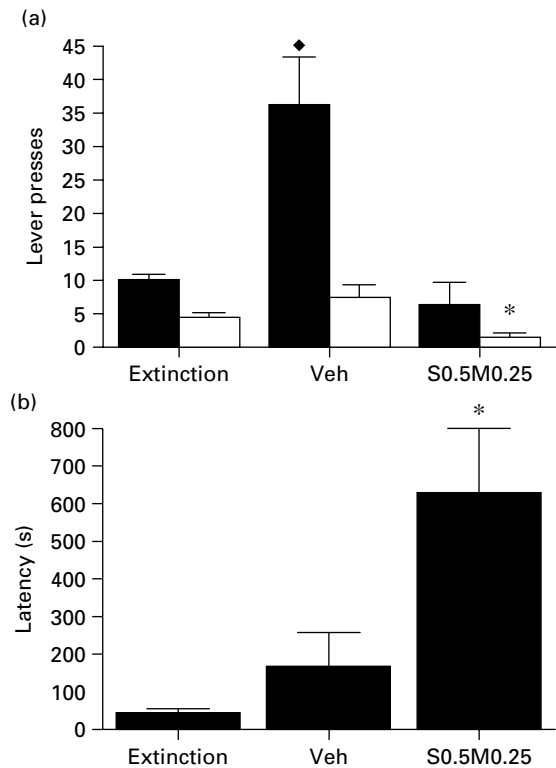 (a)
45
40
35
30
25
20
15
10
5
0
Lever presses
◆
*
Extinction
Veh
S0.5M0.25
(b)
800
700
600
500
400
300
200
100
0
Latency (s)
*
Extinction
Veh
S0.5M0.25